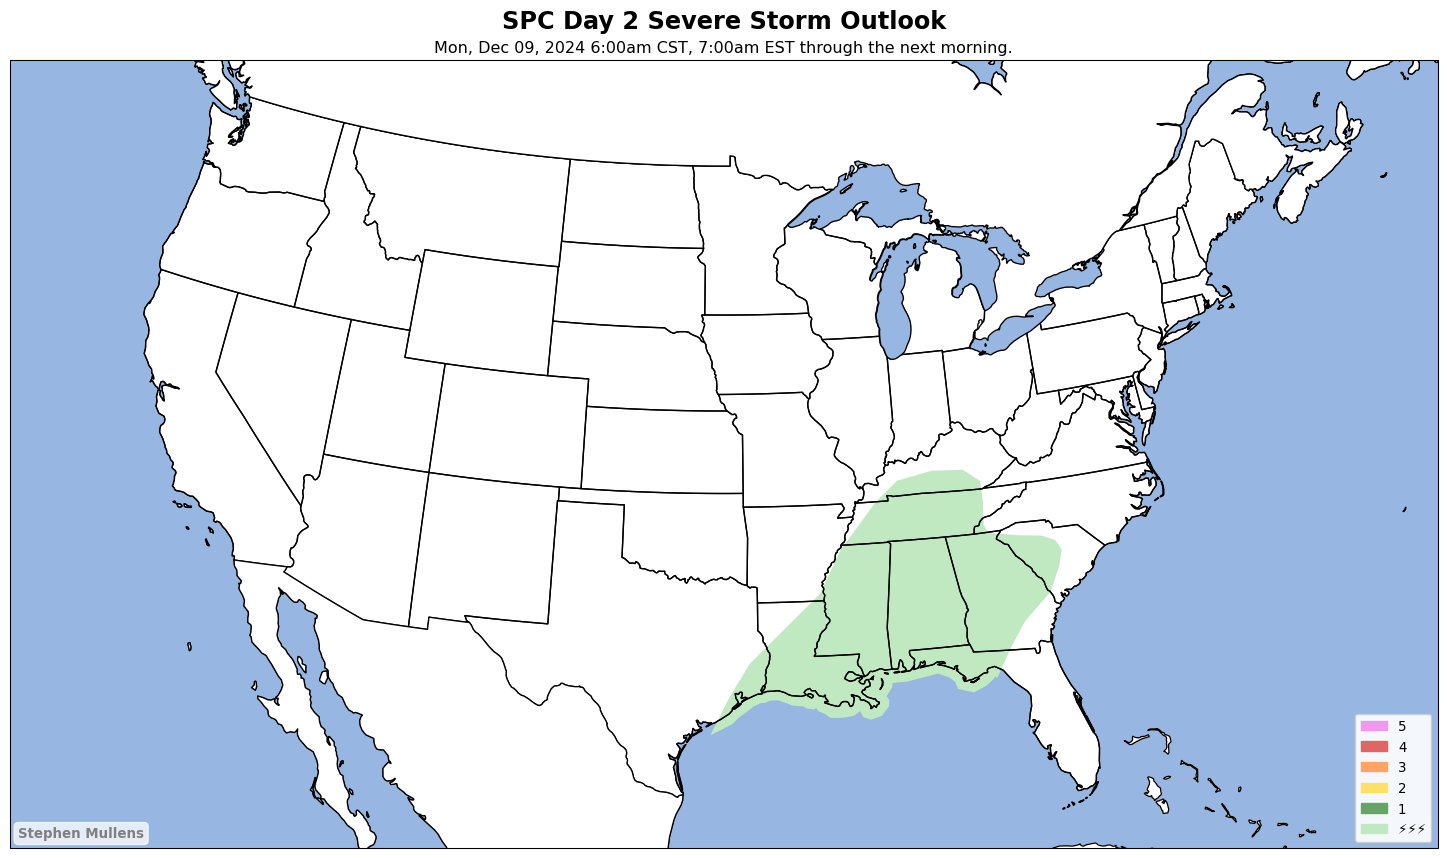 SPC Day 2 Severe Storm Outlook
Mon, Dec 09, 2024 6:00am CST, 7:00am EST through the next morning.
5
4
3
2
1
⚡⚡⚡
Stephen Mullens